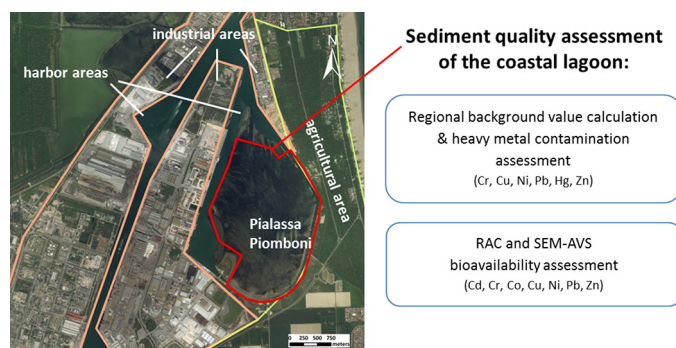 industrial areas
harbor areas
N
agricultural area
Pialassa
Piomboni
0 250 500 750
meters
Sediment quality assessment
of the coastal lagoon:
Regional background value calculation
& heavy metal contamination
assessment
(Cr, Cu, Ni, Pb, Hg, Zn)
RAC and SEM-AVS
bioavailability assessment
(Cd, Cr, Co, Cu, Ni, Pb, Zn)